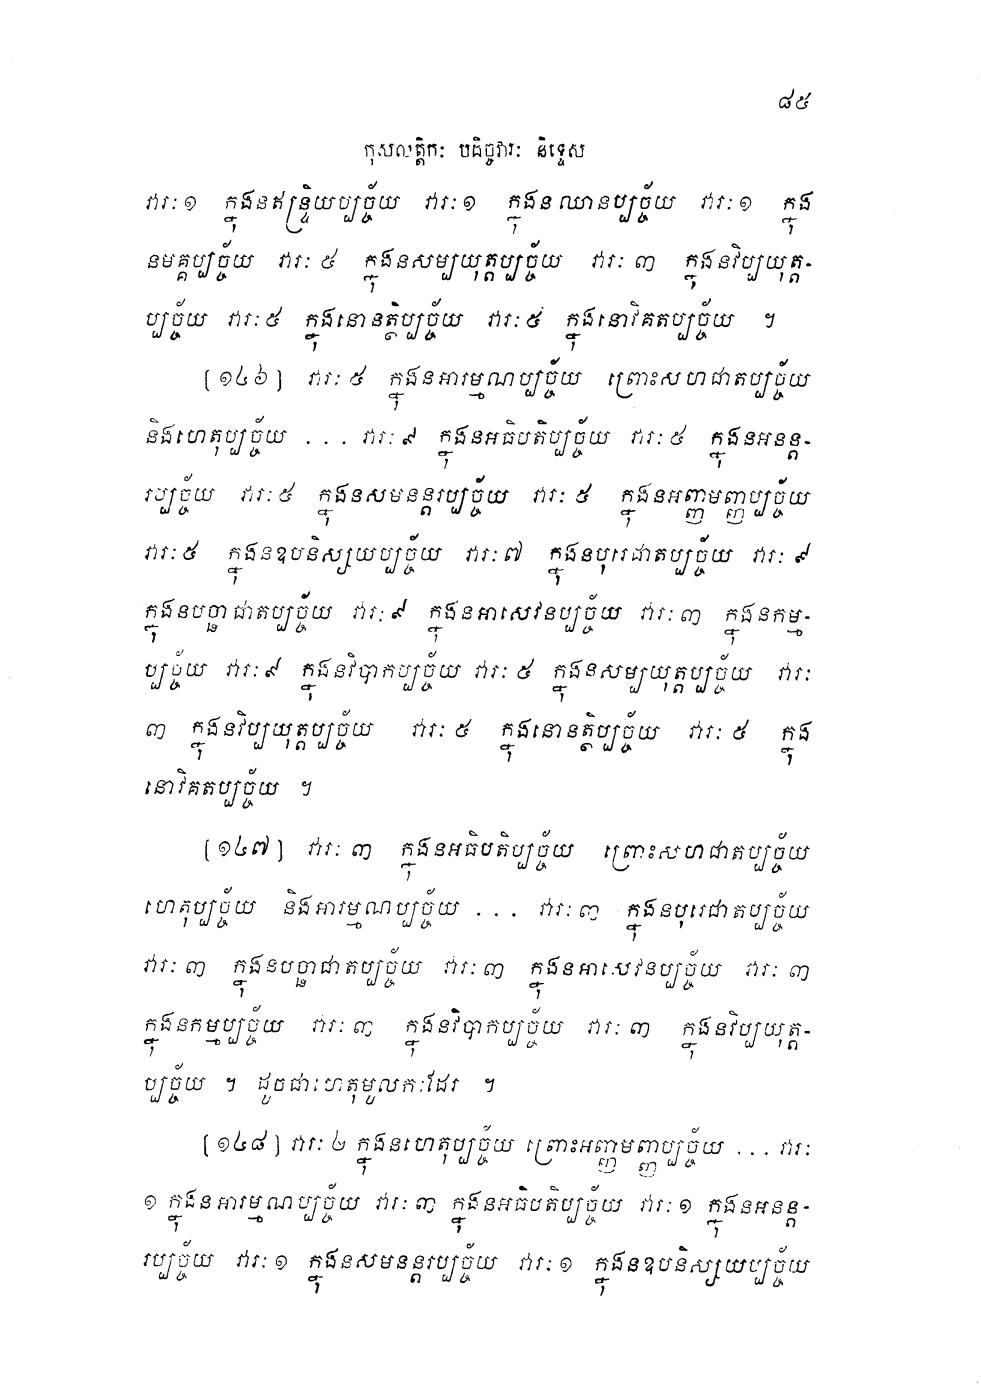 ៨៥
កុសលត្តិកៈ បដិច្ចវារៈ និទ្ទេស
វារៈ១ ក្នុងនឥន្ទ្រិយប្បច្ច័យ វារៈ១ ក្នុងនឈានប្បច្ច័យ វារៈ១ ក្នុង
នមគ្គប្បច្ច័យ វារៈ ៥ ក្នុងនសម្បយុត្តប្បច្ច័យ វារៈ ៣ ក្នុងនវិប្បយុត្ត-
ប្បច្ច័យ វារៈ៥ ក្នុងនោនត្ថិប្បច្ច័យ វារៈ៥ ក្នុងនោវិគតប្បច្ច័យ ។
(១៤៦) វារៈ ៥ ក្នុងនអារម្មណប្បច្ច័យ ព្រោះសហជាតប្បច្ច័យ
និងហេតុប្បច្ច័យ ... វារៈ៩ ក្នុងនអធិបតិប្បច្ច័យ វារៈ៥ ក្នុងនអនន្ត-
រប្បច្ច័យ វារៈ៥ ក្នុងនសមនន្តរប្បច្ច័យ វារៈ ៥ ក្នុងនអញ្ញមញ្ញប្បច្ច័យ
វារៈ៥ ក្នុងនឧបនិស្សយប្បច្ច័យ វារៈ៧ ក្នុងនបុរេជាតប្បច្ច័យ វារៈ ៩
ក្នុងនបច្ឆាជាតប្បច្ច័យ វារៈ៩ ក្នុងនអាសេវនប្បច្ច័យ វារៈ៣ ក្នុងនកម្ម-
ប្បច្ច័យ វារៈ៩ ក្នុងនវិបាកប្បច្ច័យ វារៈ ៥ ក្នុងនសម្បយុត្តប្បច្ច័យ វារៈ
៣ ក្នុងនវិប្បយុត្តប្បច្ច័យ វារៈ ៥ ក្នុងនោនត្ថិប្បច្ច័យ វារៈ ៥ ក្នុង
នោវិគតប្បច្ច័យ ។
(១៤៧) វារៈ ៣ ក្នុងនអធិបតិប្បច្ច័យ ព្រោះសហជាតប្បច្ច័យ
ហេតុប្បច្ច័យ និងអារម្មណប្បច្ច័យ ... វារៈ៣ ក្នុងនបុរេជាតប្បច្ច័យ
វារៈ ៣ ក្នុងនបច្ឆាជាតប្បច្ច័យ វារៈ៣ ក្នុងនអាសេវនប្បច្ច័យ វារៈ ៣
ក្នុងនកម្មប្បច្ច័យ វារៈ ៣ ក្នុងនវិបាកប្បច្ច័យ វារៈ ៣ ក្នុងនវិប្បយុត្ត-
ប្បច្ច័យ ។ ដូចជាហេតុមូលកៈដែរ ។
(១៤៨) វារៈ ២ ក្នុងនហេតុប្បច្ច័យ ព្រោះអញ្ញមញ្ញប្បច្ច័យ ... វារៈ
១ ក្នុងនអារម្មណប្បច្ច័យ វារៈ ៣ ក្នុងនអធិបតិប្បច្ច័យ វារៈ១ ក្នុងនអនន្ត-
រប្បច្ច័យ វារៈ១ ក្នុងនសមនន្តរប្បច្ច័យ វារៈ១ ក្នុងនឧបនិស្សយប្បច្ច័យ